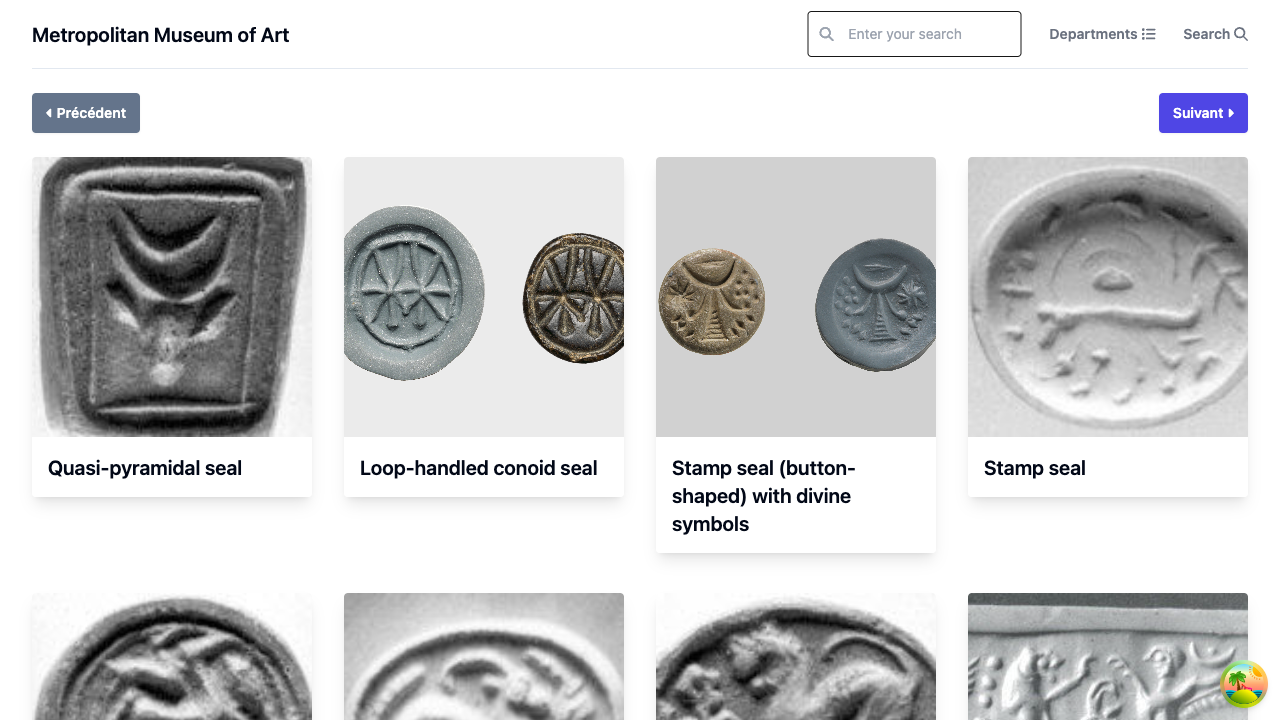 Metropolitan Museum of Art
Enter your search
Departments
Search
Précédent
Suivant
Quasi-pyramidal seal
Loop-handled conoid seal
Stamp seal (button-
shaped) with divine
symbols
Stamp seal